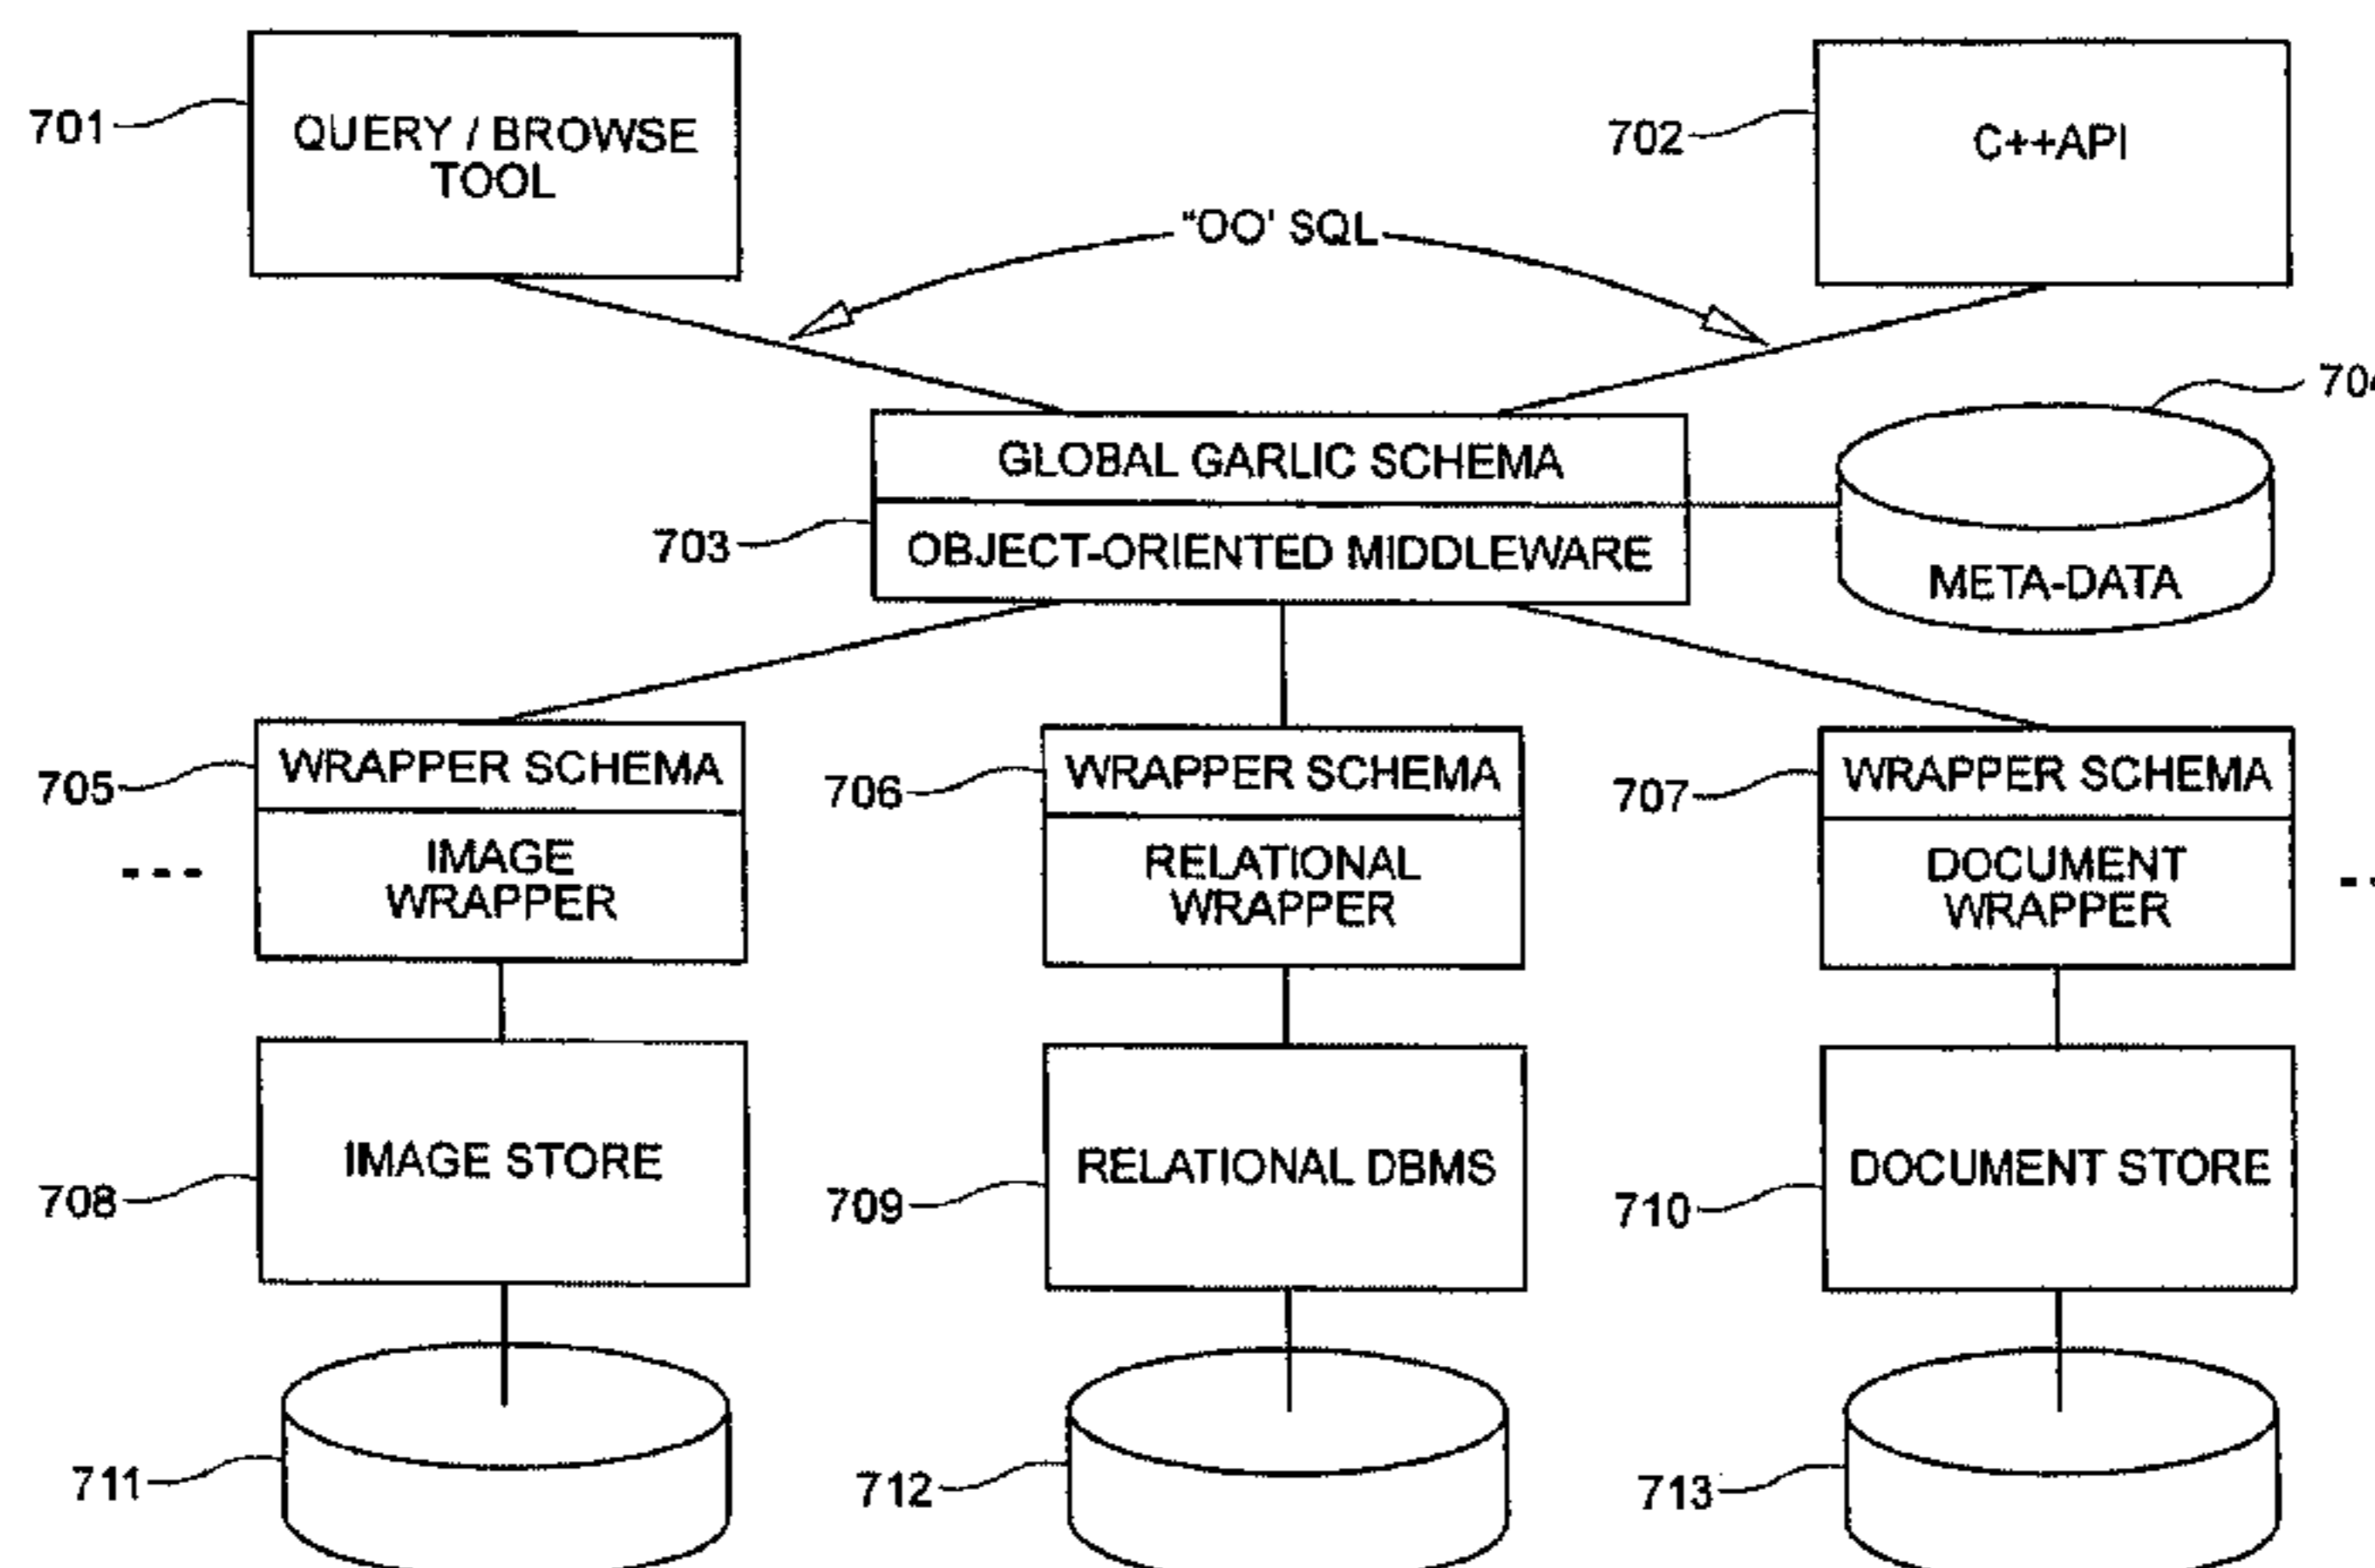 701
QUERY / BROWSE
TOOL
702
C++API
"OO' SQL
704
GLOBAL GARLIC SCHEMA
703
OBJECT-ORIENTED MIDDLEWARE
META-DATA
705
WRAPPER SCHEMA
IMAGE
WRAPPER
706
WRAPPER SCHEMA
RELATIONAL
WRAPPER
707
WRAPPER SCHEMA
DOCUMENT
WRAPPER
708
IMAGE STORE
709
RELATIONAL DBMS
710
DOCUMENT STORE
711
712
713